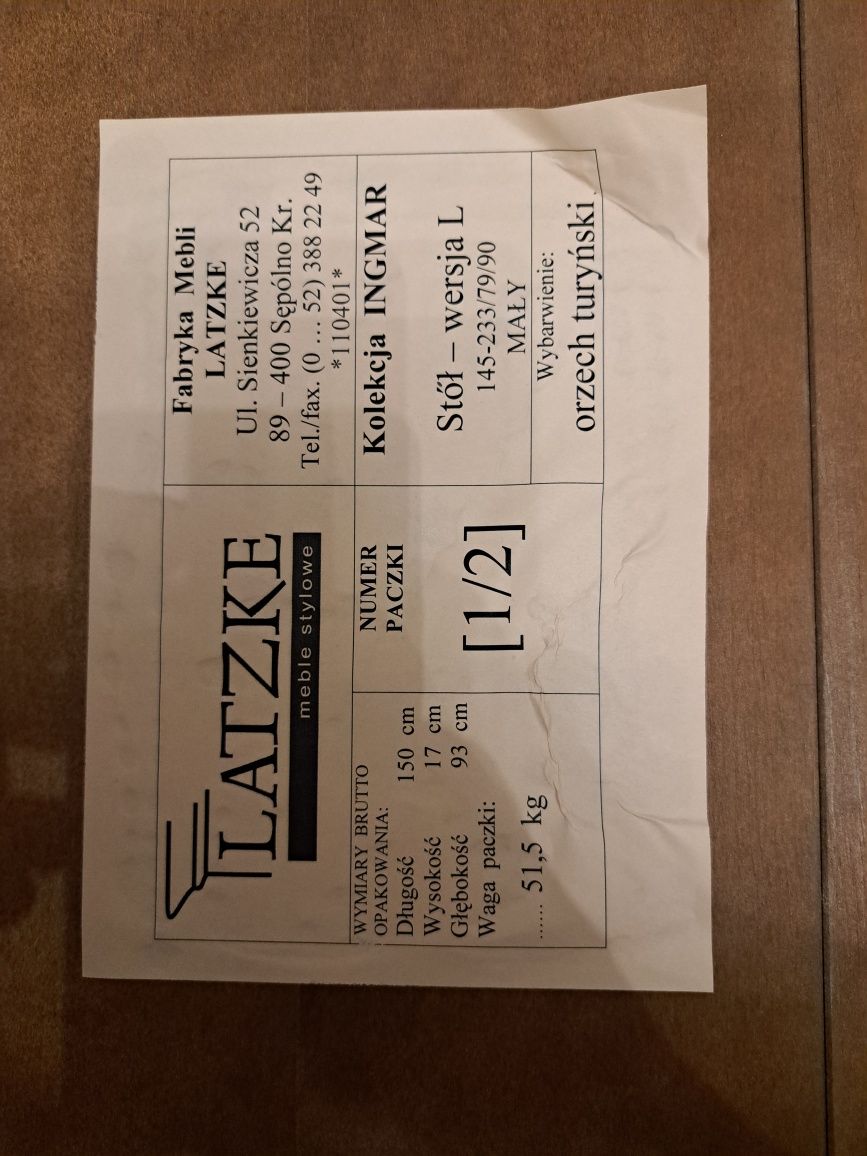 LATZKE
meble stylowe
Fabryka Mebli
LATZKE
Ul. Sienkiewicza 52
89 – 400 Sępólno Kr.
Tel./fax. (0 ... 52) 388 22 49
*110401*
WYMIARY BRUTTO
OPAKOWANIA:
Długość 150 cm
Wysokość 17 cm
Głębokość 93 cm
Waga paczki:
...... 51,5 kg
NUMER
PACZKI
[1/2]
Kolekcja INGMAR
Stół – wersja L
145-233/79/90
MAŁY
Wybarwienie:
orzech turyński